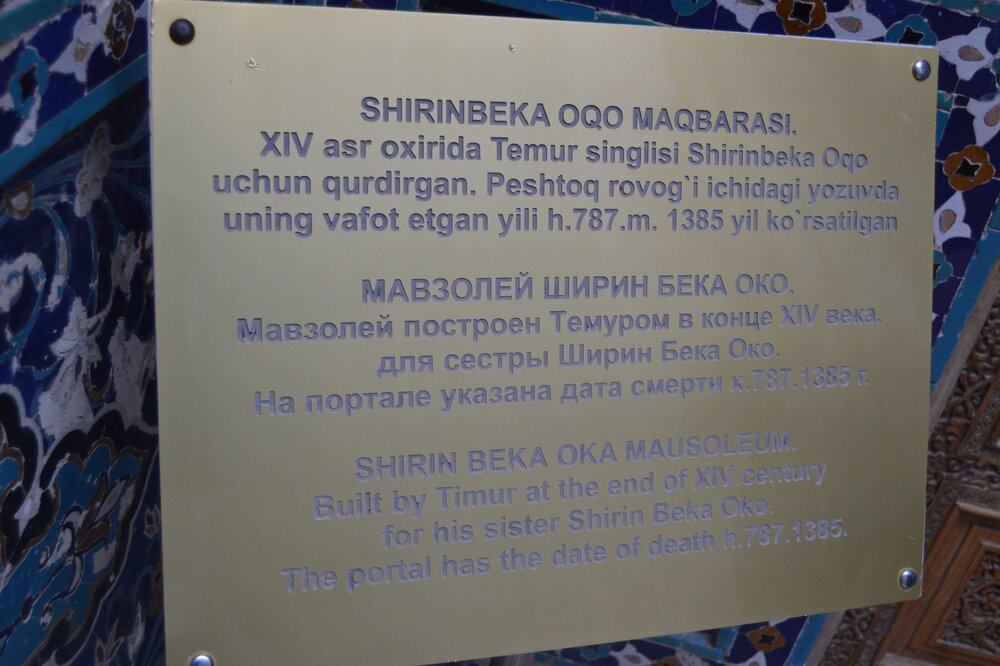 SHIRINBEKA OQO MAQBARASI.
XIV asr oxirida Temur singlisi Shirinbeka Oqo
uchun qurdirgan. Peshtoq rovog`i ichidagi yozuvda
uning vafot etgan yili h.787.m. 1385 yil ko`rsatilgan
МАВЗОЛЕЙ ШИРИН БЕКА ОКО.
Мавзолей построен Темуром в конце XIV века.
для сестры Ширин Бека Око.
На портале указана дата смерти х.787.1385 г.
SHIRIN BEKA OKA MAUSOLEUM.
Built by Timur at the end of XIV century
for his sister Shirin Beka Oko.
The portal has the date of death h.787.1385.